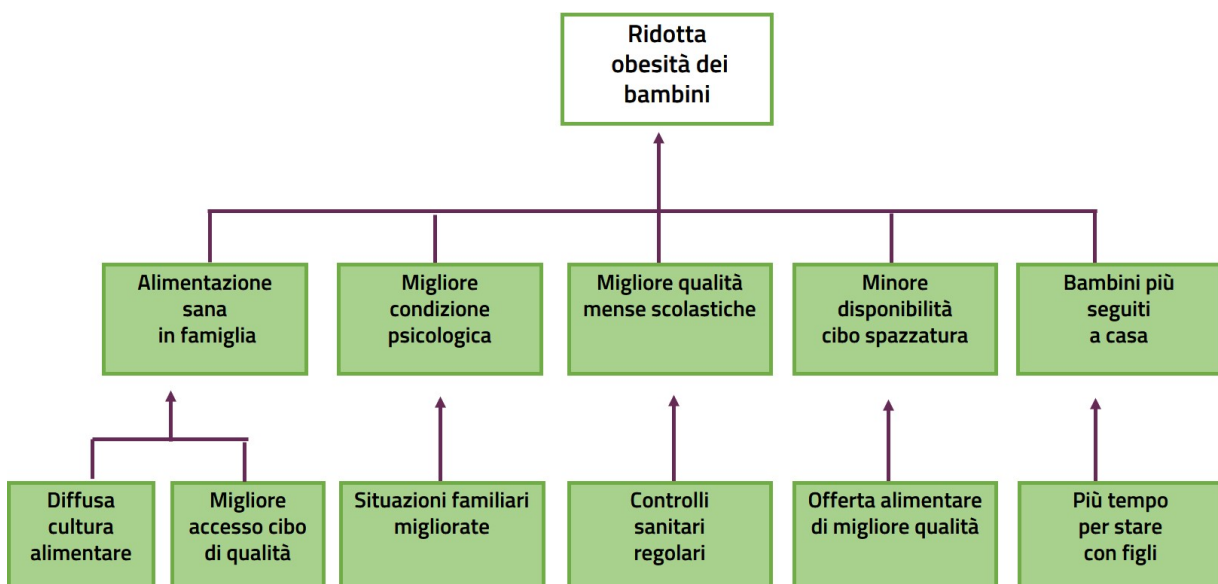 Ridotta
obesità dei
bambini
Alimentazione
sana
in famiglia
Migliore
condizione
psicologica
Migliore qualità
mense scolastiche
Minore
disponibilità
cibo spazzatura
Bambini più
seguiti
a casa
Diffusa
cultura
alimentare
Migliore
accesso cibo
di qualità
Situazioni familiari
migliorate
Controlli
sanitari
regolari
Offerta alimentare
di migliore qualità
Più tempo
per stare
con figli